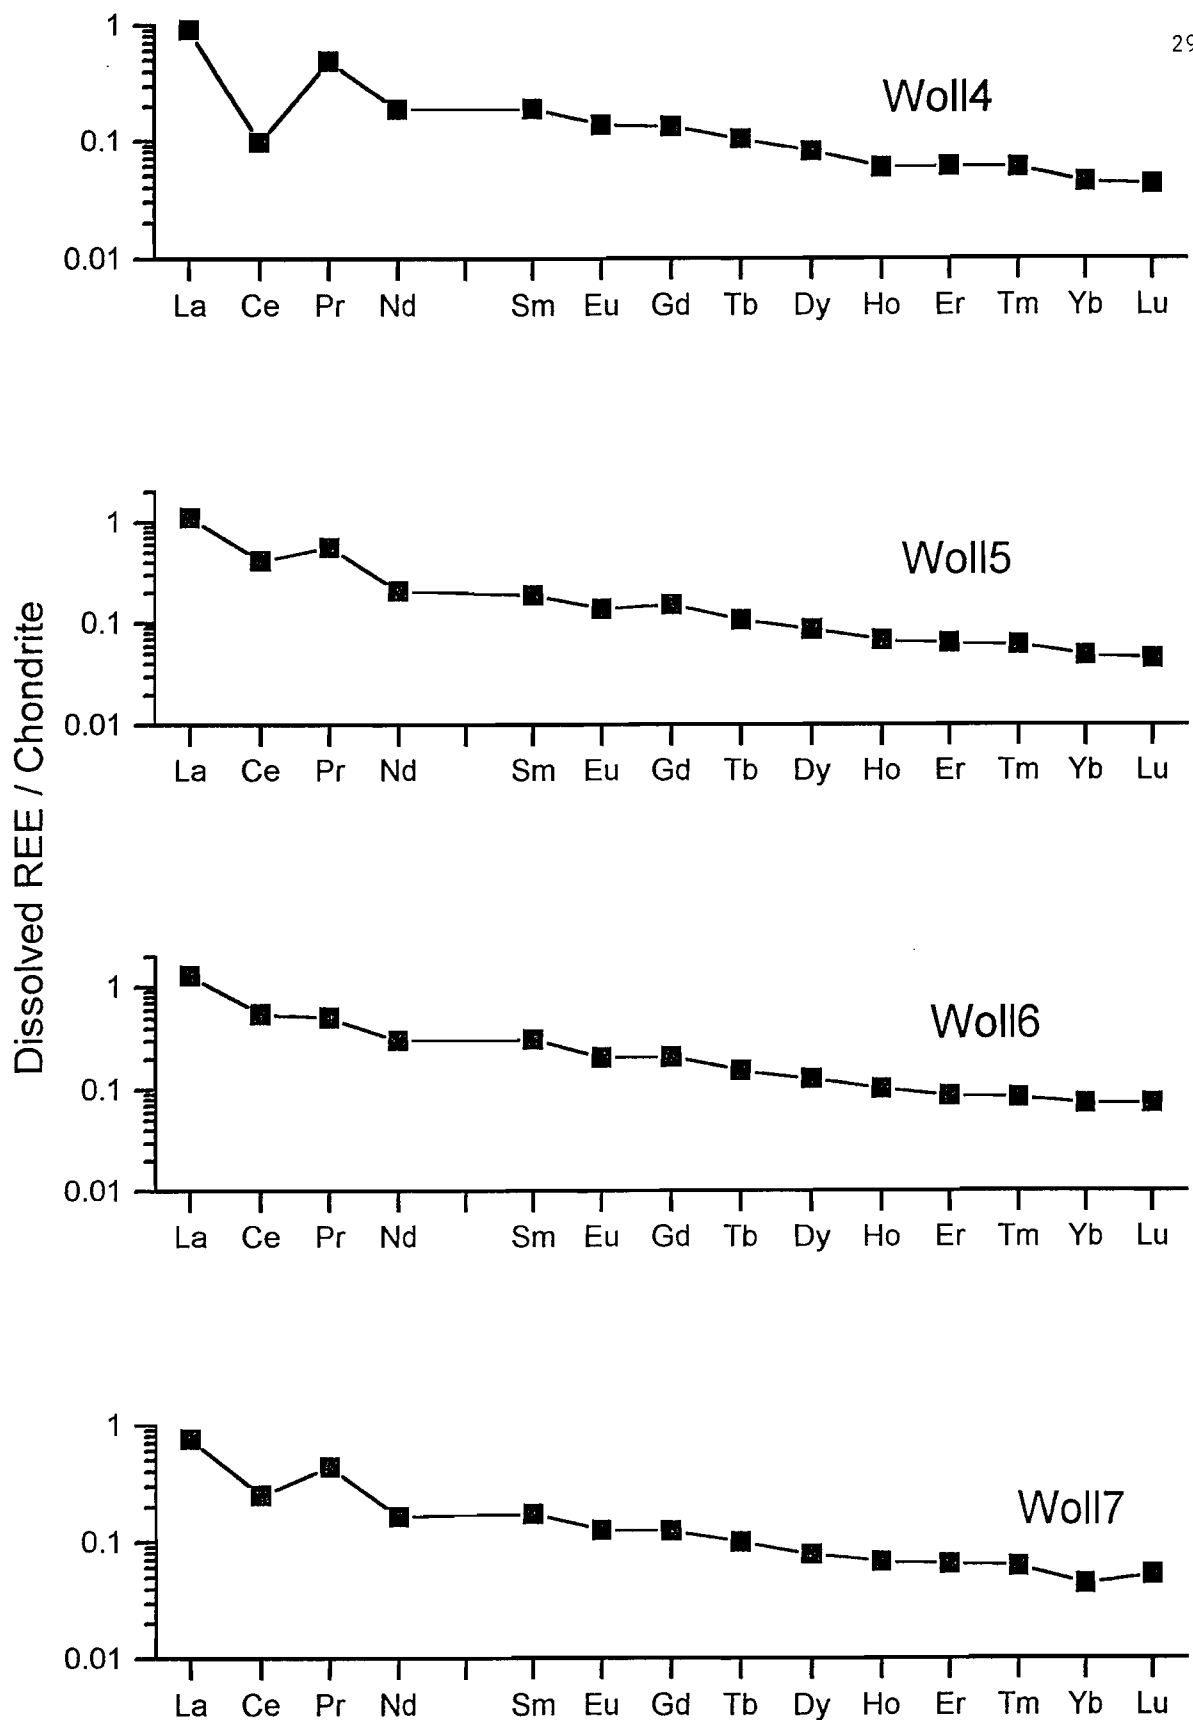 29
Woll4
1
0.1
0.01
La Ce Pr Nd Sm Eu Gd Tb Dy Ho Er Tm Yb Lu
Dissolved REE / Chondrite
Woll5
1
0.1
0.01
La Ce Pr Nd Sm Eu Gd Tb Dy Ho Er Tm Yb Lu
Woll6
1
0.1
0.01
La Ce Pr Nd Sm Eu Gd Tb Dy Ho Er Tm Yb Lu
Woll7
1
0.1
0.01
La Ce Pr Nd Sm Eu Gd Tb Dy Ho Er Tm Yb Lu